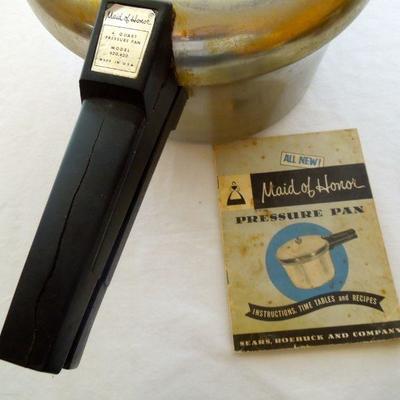 Maid of Honor
4 QUART
PRESSURE PAN
MODEL
MADE IN U.S.A.
ALL NEW!
Maid of Honor
PRESSURE PAN
INSTRUCTIONS, TIME TABLES and RECIPES
SEARS, ROEBUCK AND COMPANY